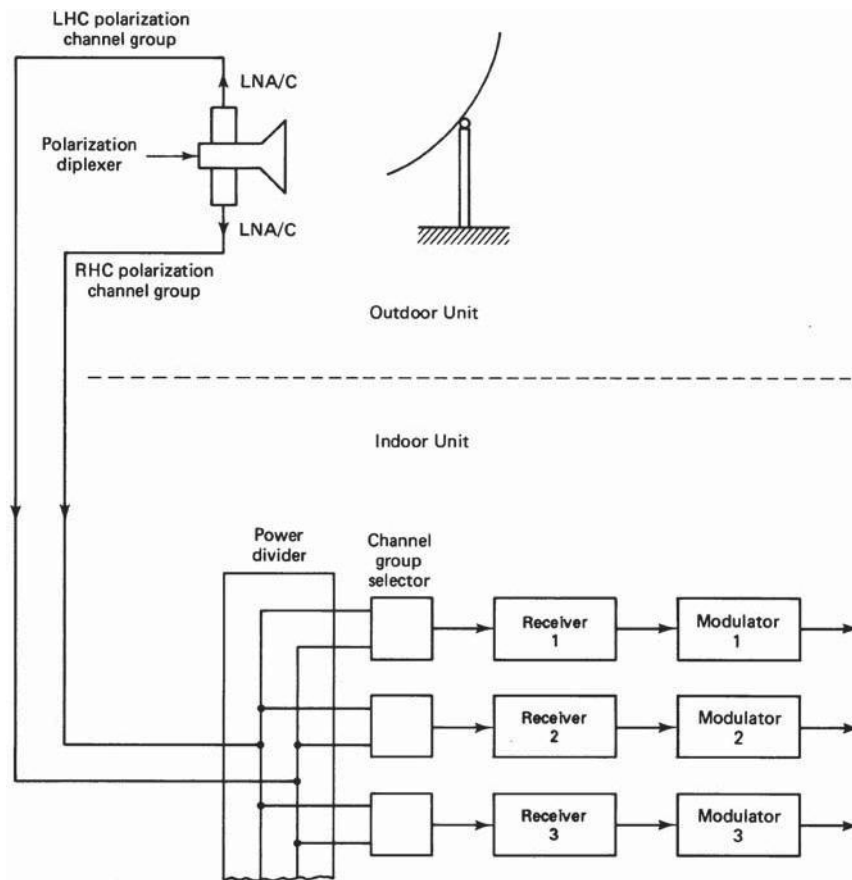 LHC polarization
channel group
LNA/C
Polarization
diplexer
LNA/C
RHC polarization
channel group
Outdoor Unit
Indoor Unit
Power
divider
Channel
group
selector
Receiver
1
Modulator
1
Receiver
2
Modulator
2
Receiver
3
Modulator
3